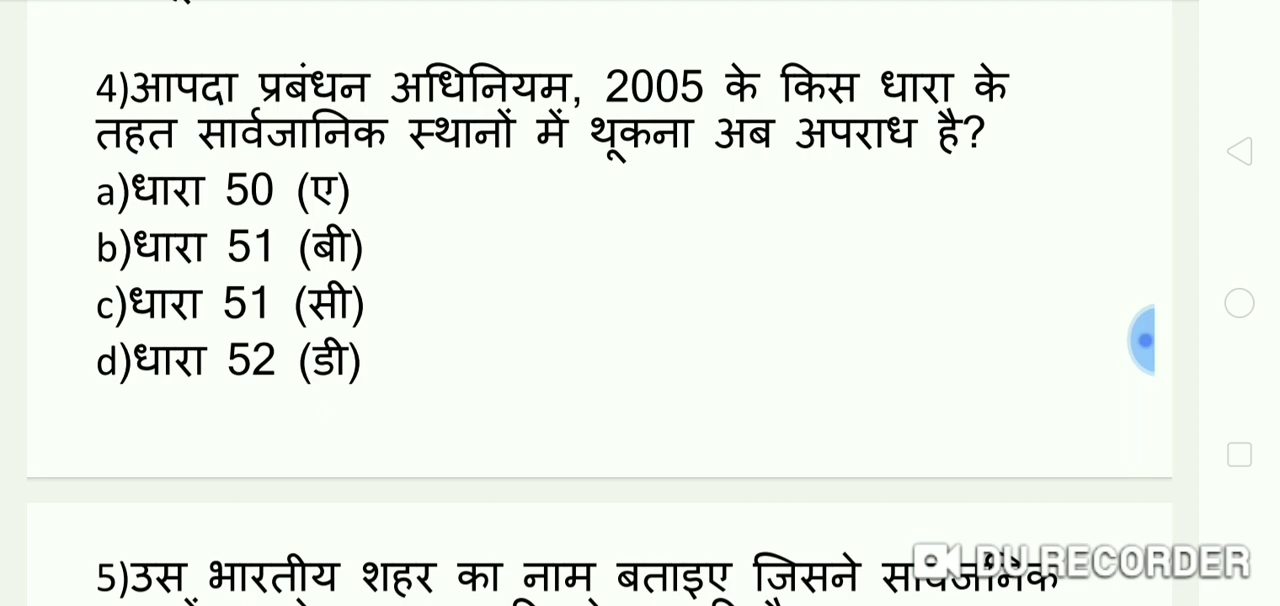 4)आपदा प्रबंधन अधिनियम, 2005 के किस धारा के
तहत सार्वजानिक स्थानों में थूकना अब अपराध है?
a)धारा 50 (ए)
b)धारा 51 (बी)
c)धारा 51 (सी)
d)धारा 52 (डी)
5)उस भारतीय शहर का नाम बताइए जिसने
DU RECORDER